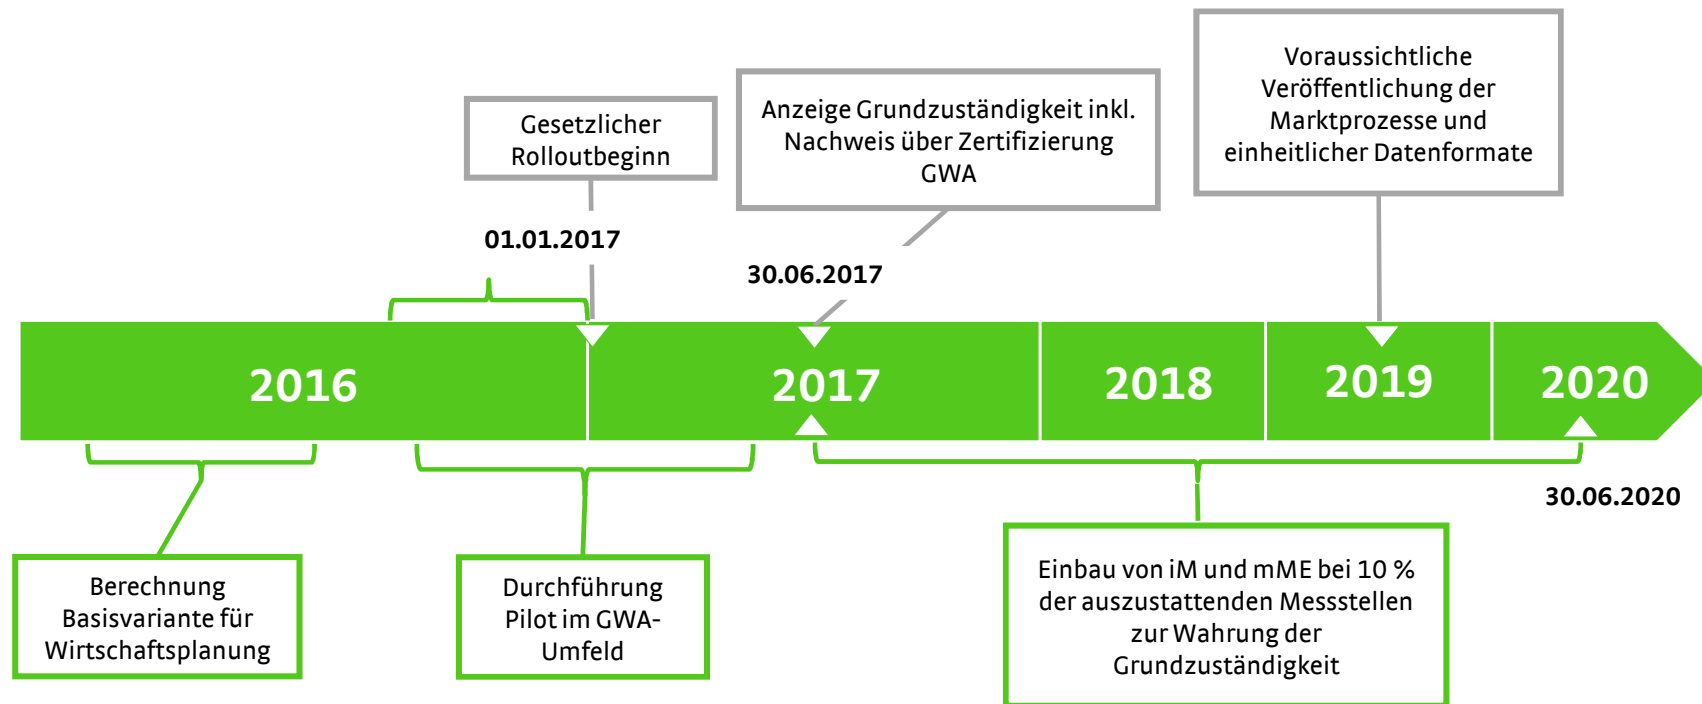 Gesetzlicher
Rolloutbeginn
01.01.2017
Anzeige Grundzuständigkeit inkl.
Nachweis über Zertifizierung
GWA
30.06.2017
Voraussichtliche
Veröffentlichung der
Marktprozesse und
einheitlicher Datenformate
2016
2017
2018
2019
2020
30.06.2020
Berechnung
Basisvariante für
Wirtschaftsplanung
Durchführung
Pilot im GWA-
Umfeld
Einbau von iM und mME bei 10 %
der auszustattenden Messstellen
zur Wahrung der
Grundzuständigkeit